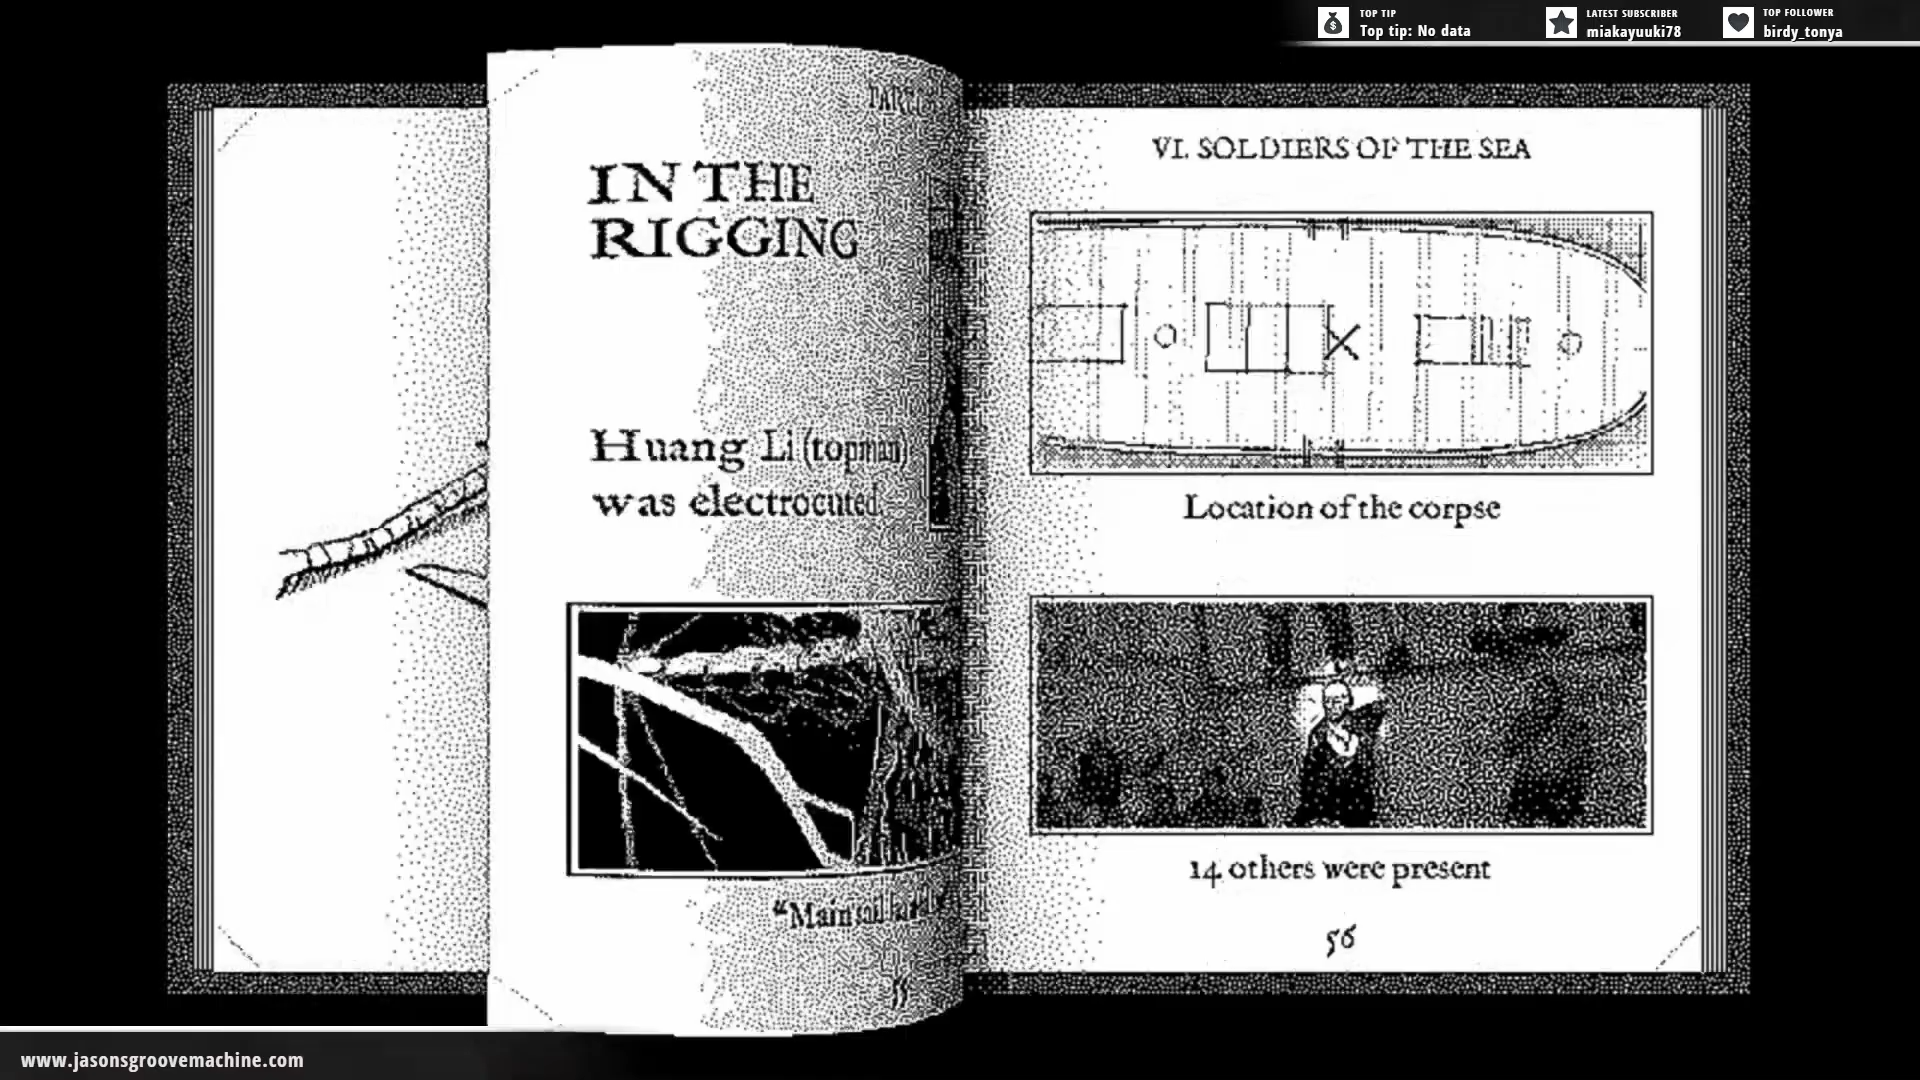 TOP TIP
Top tip: No data
LATEST SUBSCRIBER
miakayuuki78
TOP FOLLOWER
birdy_tonya
IN THE
RIGGING
Huang Li (topman)
was electrocuted.
55
VI. SOLDIERS OF THE SEA
Location of the corpse
14 others were present
56
www.jasonsgroovemachine.com